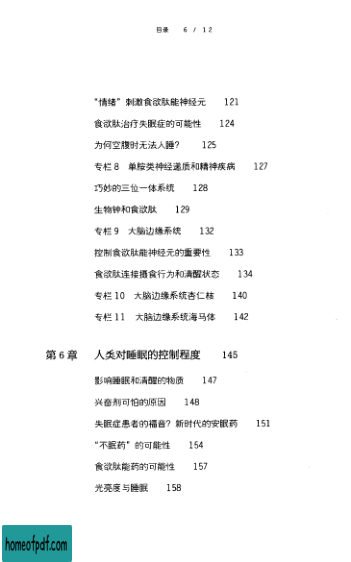 目录 6 / 12
“情绪”刺激食欲肽能神经元 121
食欲肽治疗失眠症的可能性 124
为何空腹时无法入睡? 125
专栏 8 单胺类神经递质和精神疾病 127
巧妙的三位一体系统 128
生物钟和食欲肽 129
专栏 9 大脑边缘系统 132
控制食欲肽能神经元的重要性 133
食欲肽连接摄食行为和清醒状态 134
专栏 10 大脑边缘系统杏仁核 140
专栏 11 大脑边缘系统海马体 142
第 6 章 人类对睡眠的控制程度 145
影响睡眠和清醒的物质 147
兴奋剂可怕的原因 148
失眠症患者的福音? 新时代的安眠药 151
“不眠药”的可能性 154
食欲肽能药的可能性 157
光亮度与睡眠 158
homeofpdf.com